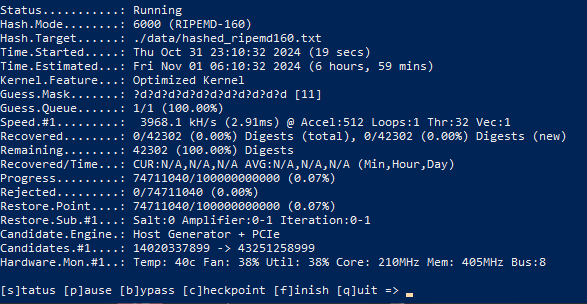 Status...........: Running
Hash.Mode........: 6000 (RIPEMD-160)
Hash.Target......: ./data/hashed_ripemd160.txt
Time.Started.....: Thu Oct 31 23:10:32 2024 (19 secs)
Time.Estimated...: Fri Nov 01 06:10:32 2024 (6 hours, 59 mins)
Kernel.Feature...: Optimized Kernel
Guess.Mask.......: ?d?d?d?d?d?d?d?d?d?d?d [11]
Guess.Queue......: 1/1 (100.00%)
Speed.#1.........:  3968.1 kH/s (2.91ms) @ Accel:512 Loops:1 Thr:32 Vec:1
Recovered........: 0/42302 (0.00%) Digests (total), 0/42302 (0.00%) Digests (new)
Remaining........: 42302 (100.00%) Digests
Recovered/Time...: CUR:N/A,N/A,N/A AVG:N/A,N/A,N/A (Min,Hour,Day)
Progress.........: 74711040/100000000000 (0.07%)
Rejected.........: 0/74711040 (0.00%)
Restore.Point....: 74711040/100000000000 (0.07%)
Restore.Sub.#1...: Salt:0 Amplifier:0-1 Iteration:0-1
Candidate.Engine.: Host Generator + PCIe
Candidates.#1....: 14020337899 -> 43251258999
Hardware.Mon.#1..: Temp: 40c Fan: 38% Util: 38% Core: 210MHz Mem: 405MHz Bus:8
[s]tatus [p]ause [b]ypass [c]heckpoint [f]inish [q]uit => _